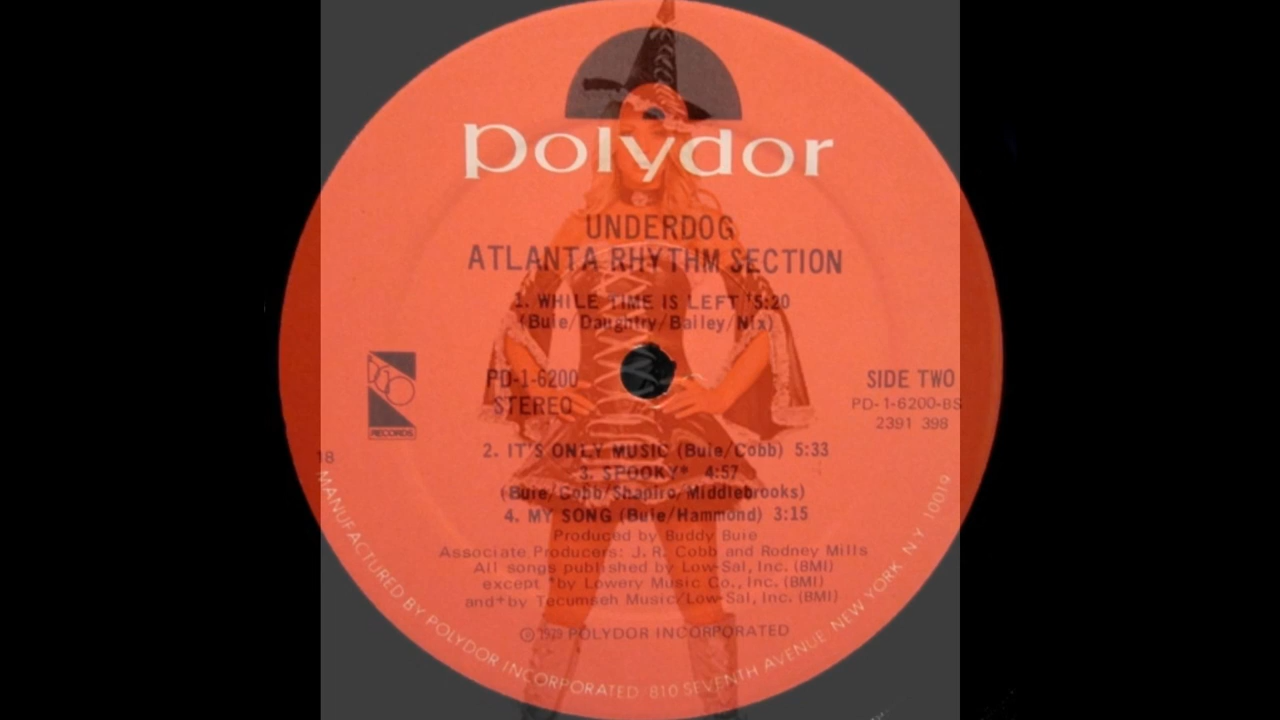 polydor
UNDERDOG
ATLANTA RHYTHM SECTION
1. WHILE TIME IS LEFT 5:20
(Buie/Daughtry/Bailey/Nix)
PD-1-6200
STEREO
SIDE TWO
PD-1-6200-BS
2391 398
RECORDS
18
2. IT'S ONLY MUSIC (Buie/Cobb) 5:33
3. SPOOKY* 4:57
(Buie/Cobb/Shapiro/Middlebrooks)
4. MY SONG (Buie/Hammond) 3:15
Produced by Buddy Buie
Associate Producers: J. R. Cobb and Rodney Mills
All songs published by Low-Sal, Inc. (BMI)
except *by Lowery Music Co., Inc. (BMI)
and+by Tecumseh Music/Low-Sal, Inc. (BMI)
©1979 POLYDOR INCORPORATED
MANUFACTURED BY POLYDOR INCORPORATED 810 SEVENTH AVENUE NEW YORK N.Y. 10019